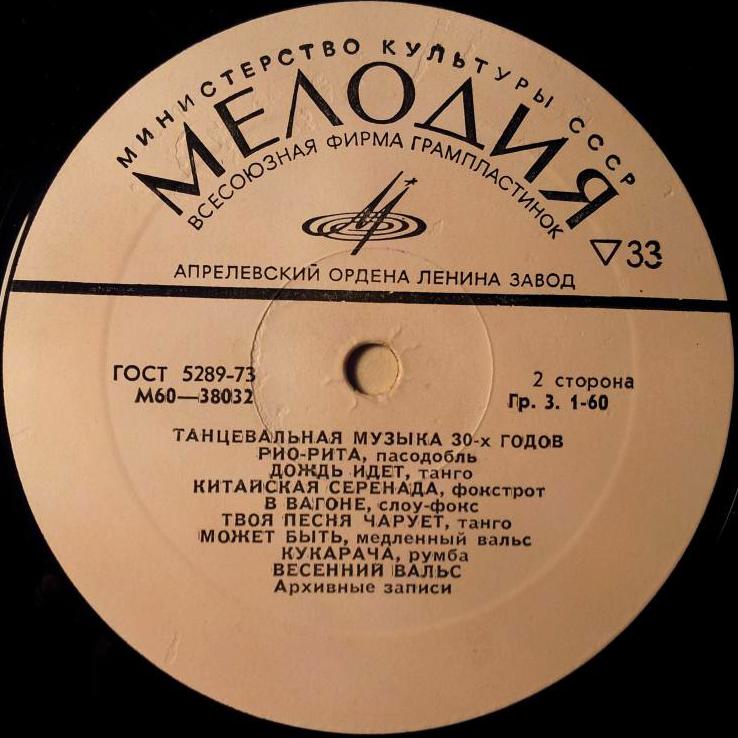 МИНИСТЕРСТВО КУЛЬТУРЫ СССР
МЕЛОДИЯ
ВСЕСОЮЗНАЯ ФИРМА ГРАМПЛАСТИНОК
▽33
АПРЕЛЕВСКИЙ ОРДЕНА ЛЕНИНА ЗАВОД
ГОСТ 5289-73
М60—38032
2 сторона
Гр. 3. 1-60
ТАНЦЕВАЛЬНАЯ МУЗЫКА 30-х ГОДОВ
РИО-РИТА, пасодобль
ДОЖДЬ ИДЕТ, танго
КИТАЙСКАЯ СЕРЕНАДА, фокстрот
В ВАГОНЕ, слоу-фокс
ТВОЯ ПЕСНЯ ЧАРУЕТ, танго
МОЖЕТ БЫТЬ, медленный вальс
КУКАРАЧА, румба
ВЕСЕННИЙ ВАЛЬС
Архивные записи